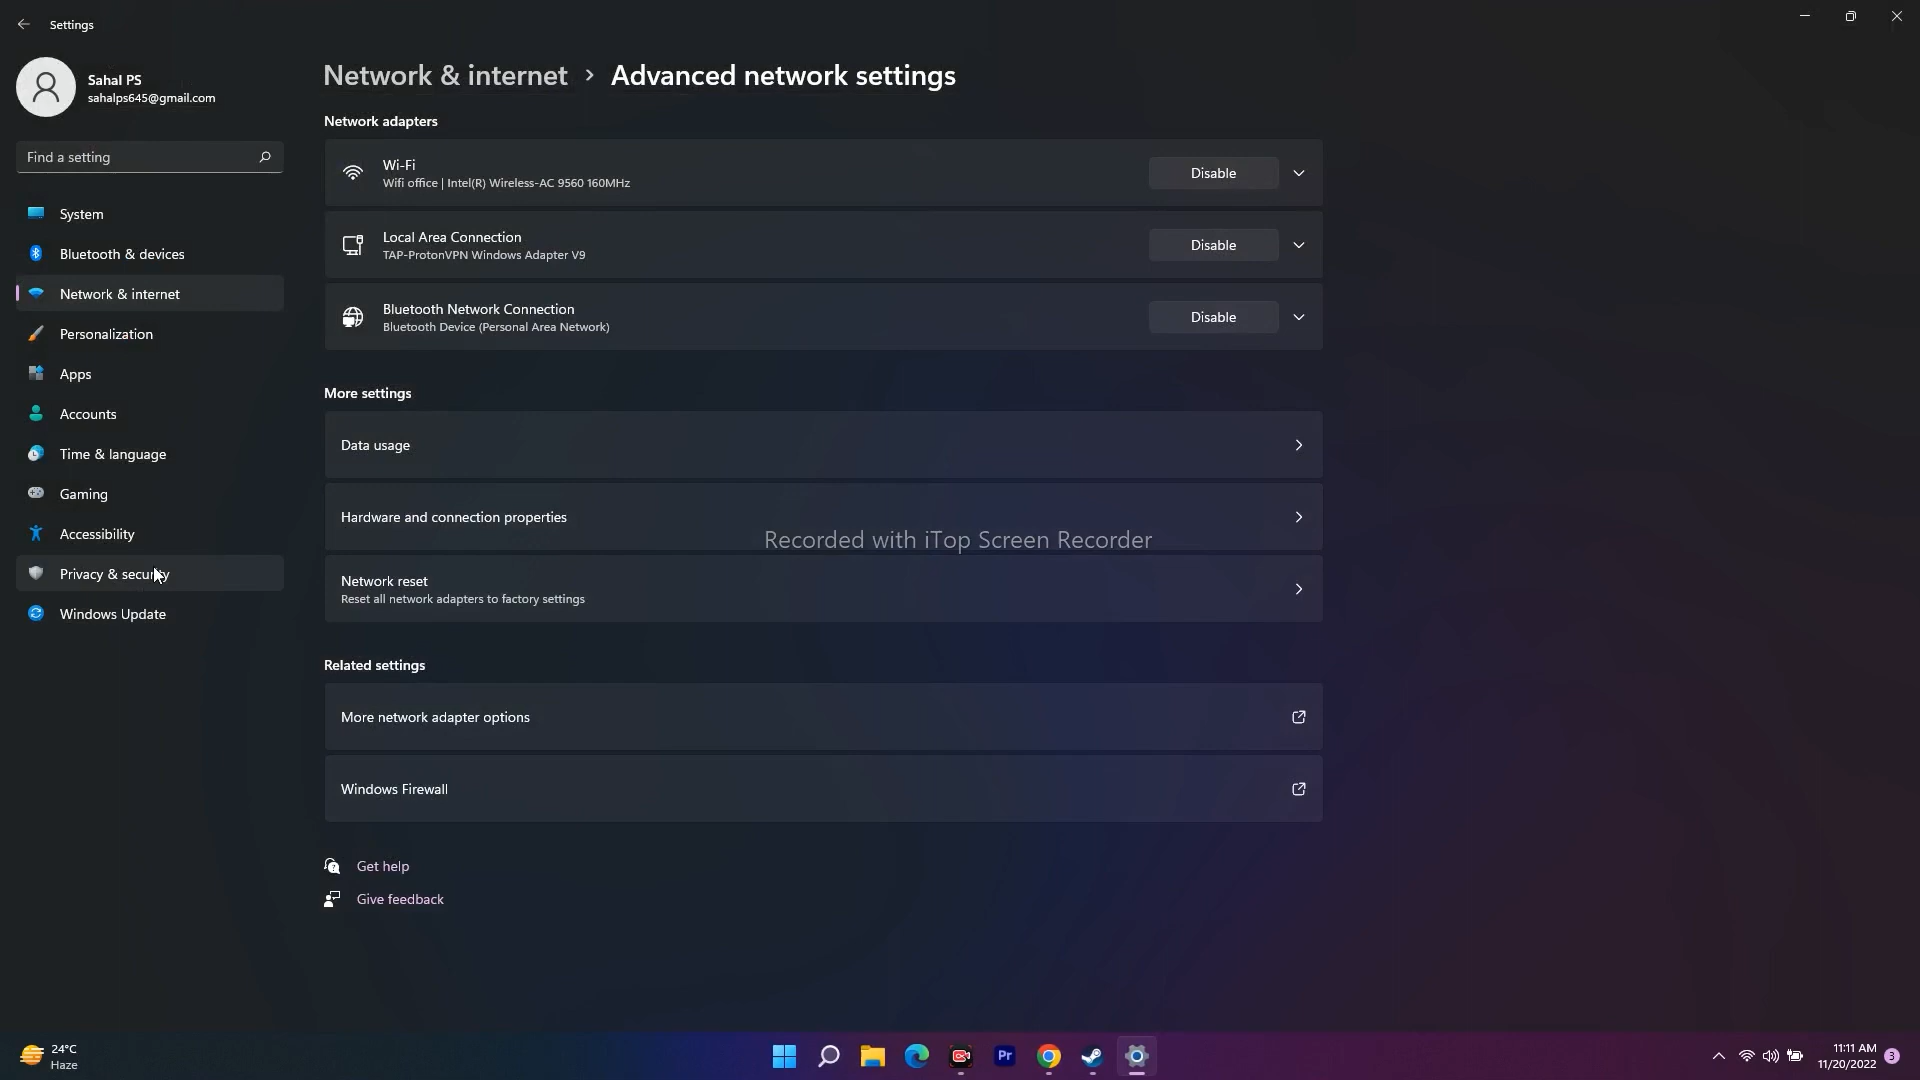 Settings
Sahal PS
sahalps645@gmail.com
Find a setting
System
Bluetooth & devices
Network & internet
Personalization
Apps
Accounts
Time & language
Gaming
Accessibility
Privacy & security
Windows Update
Network & internet > Advanced network settings
Network adapters
Wi-Fi
Wifi office | Intel(R) Wireless-AC 9560 160MHz
Disable
Local Area Connection
TAP-ProtonVPN Windows Adapter V9
Disable
Bluetooth Network Connection
Bluetooth Device (Personal Area Network)
Disable
More settings
Data usage
Hardware and connection properties
Recorded with iTop Screen Recorder
Network reset
Reset all network adapters to factory settings
Related settings
More network adapter options
Windows Firewall
Get help
Give feedback
24°C
Haze
Pr
11:11 AM
11/20/2022
3